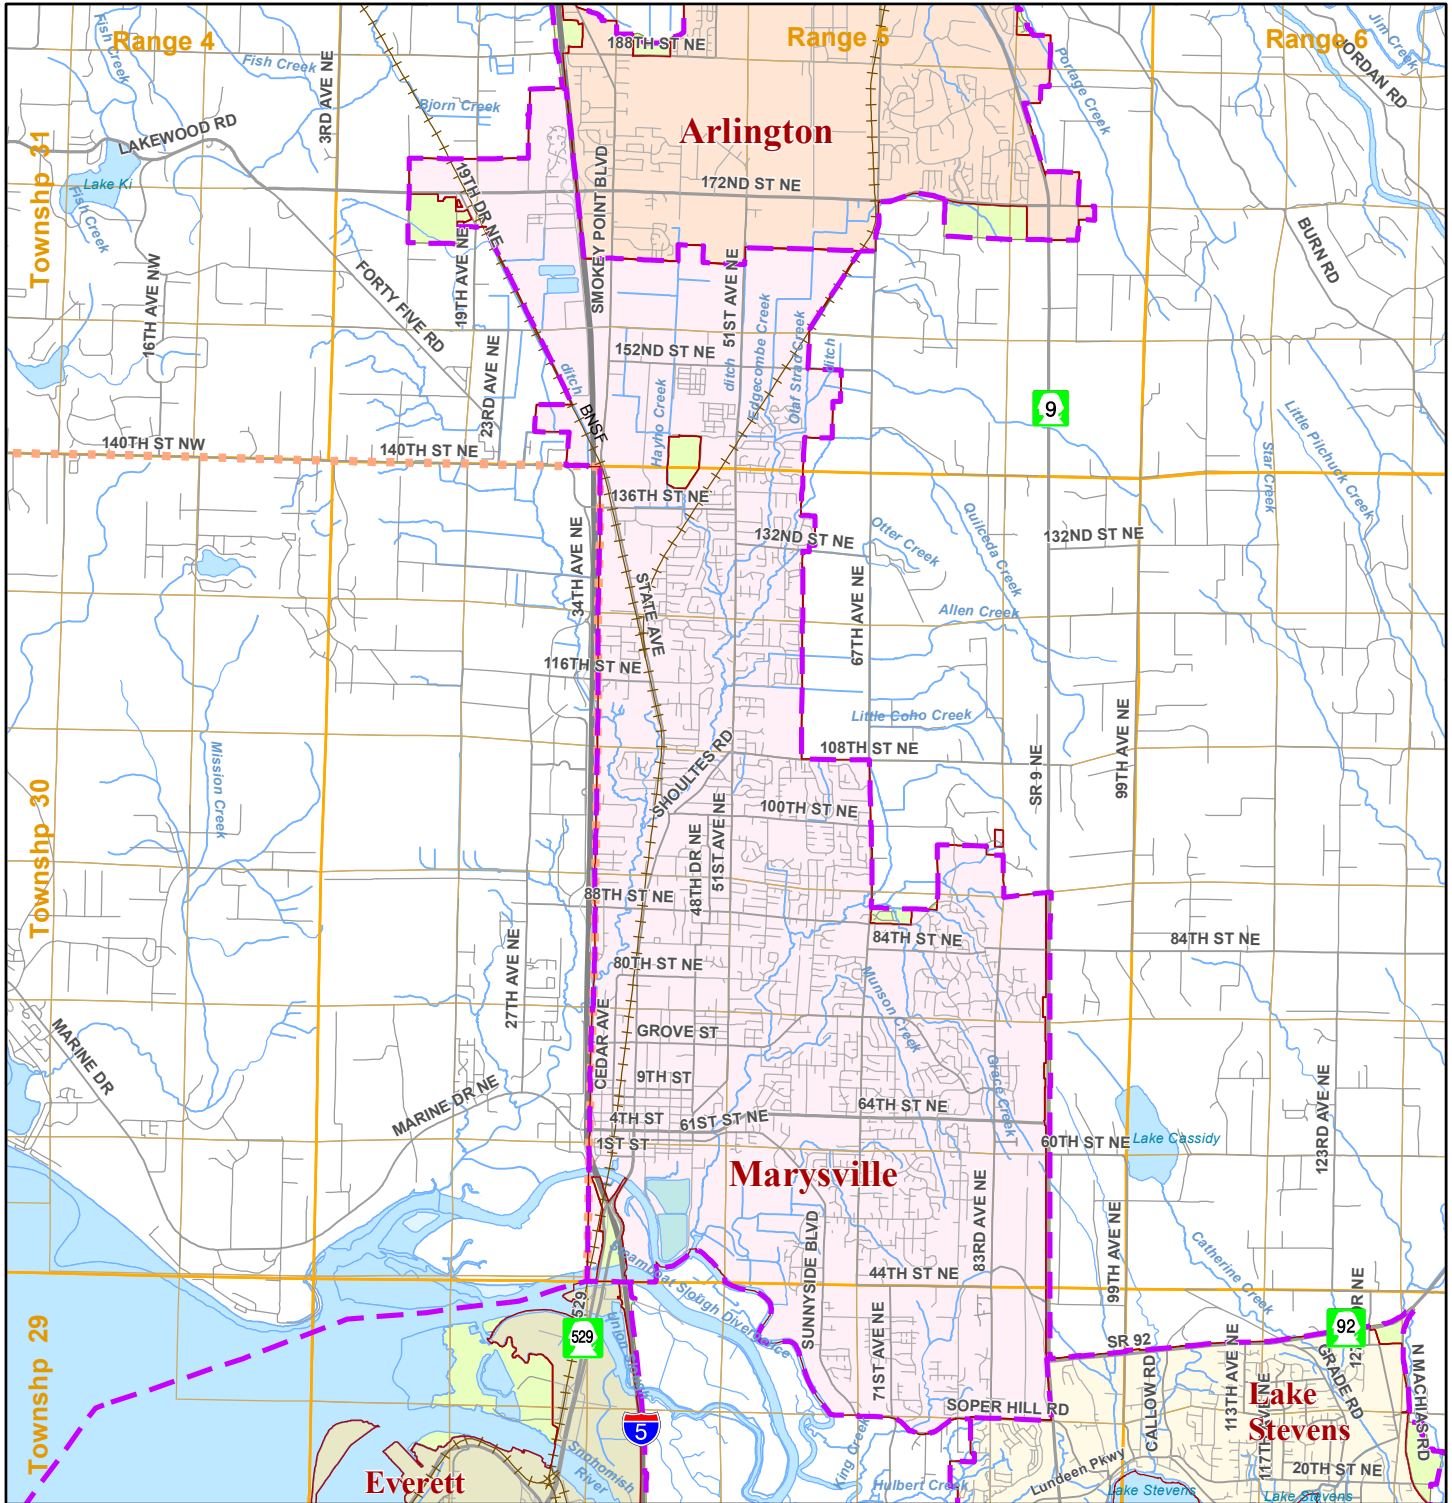 Range 4
Range 5
Range 6
188TH ST NE
Fish Creek
Fish Creek
3RD AVE NE
Jim Creek
JORDAN RD
Portage Creek
Bjorn Creek
LAKEWOOD RD
Arlington
Townshp 31
Lake Ki
Fish Creek
19TH DR NE
SMOKEY POINT BLVD
172ND ST NE
BURN RD
16TH AVE NW
FORTY FIVE RD
19TH AVE NE
51ST AVE NE
Edgecombe Creek
Olaf Strad Creek
ditch
23RD AVE NE
152ND ST NE
ditch
ditch
Hayho Creek
BNSF
9
Little Pilchuck Creek
Star Creek
140TH ST NW
140TH ST NE
136TH ST NE
34TH AVE NE
132ND ST NE
Otter Creek
Quilceda Creek
132ND ST NE
STATE AVE
67TH AVE NE
Allen Creek
116TH ST NE
Little Coho Creek
108TH ST NE
SR 9 NE
99TH AVE NE
Mission Creek
Townshp 30
SHOULTES RD
100TH ST NE
48TH DR NE
51ST AVE NE
88TH ST NE
84TH ST NE
84TH ST NE
27TH AVE NE
80TH ST NE
Munson Creek
MARINE DR
CEDAR AVE
GROVE ST
Grace Creek
9TH ST
MARINE DR NE
4TH ST
61ST ST NE
64TH ST NE
123RD AVE NE
1ST ST
60TH ST NE
Lake Cassidy
Marysville
83RD AVE NE
SUNNYSIDE BLVD
99TH AVE NE
Catherine Creek
Steamboat Slough Divergence
44TH ST NE
529
529
Union Slough
71ST AVE NE
SR 92
92
Townshp 29
GRADE RD
N MACHIAS RD
113TH AVE NE
CALLOW RD
Lake
Stevens
SOPER HILL RD
117TH AVE NE
5
Snohomish
River
King Creek
Lundeen Pkwy
20TH ST NE
Everett
Hulbert Creek
Lake Stevens
Lake Stevens